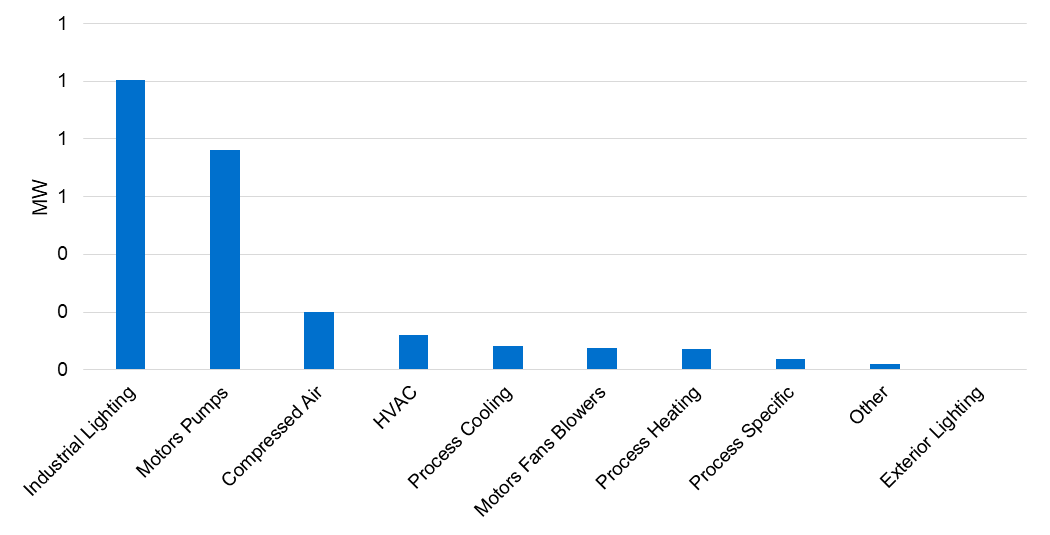 1
1
1
1
0
0
0
MW
Industrial Lighting
Motors Pumps
Compressed Air
HVAC
Process Cooling
Motors Fans Blowers
Process Heating
Process Specific
Other
Exterior Lighting